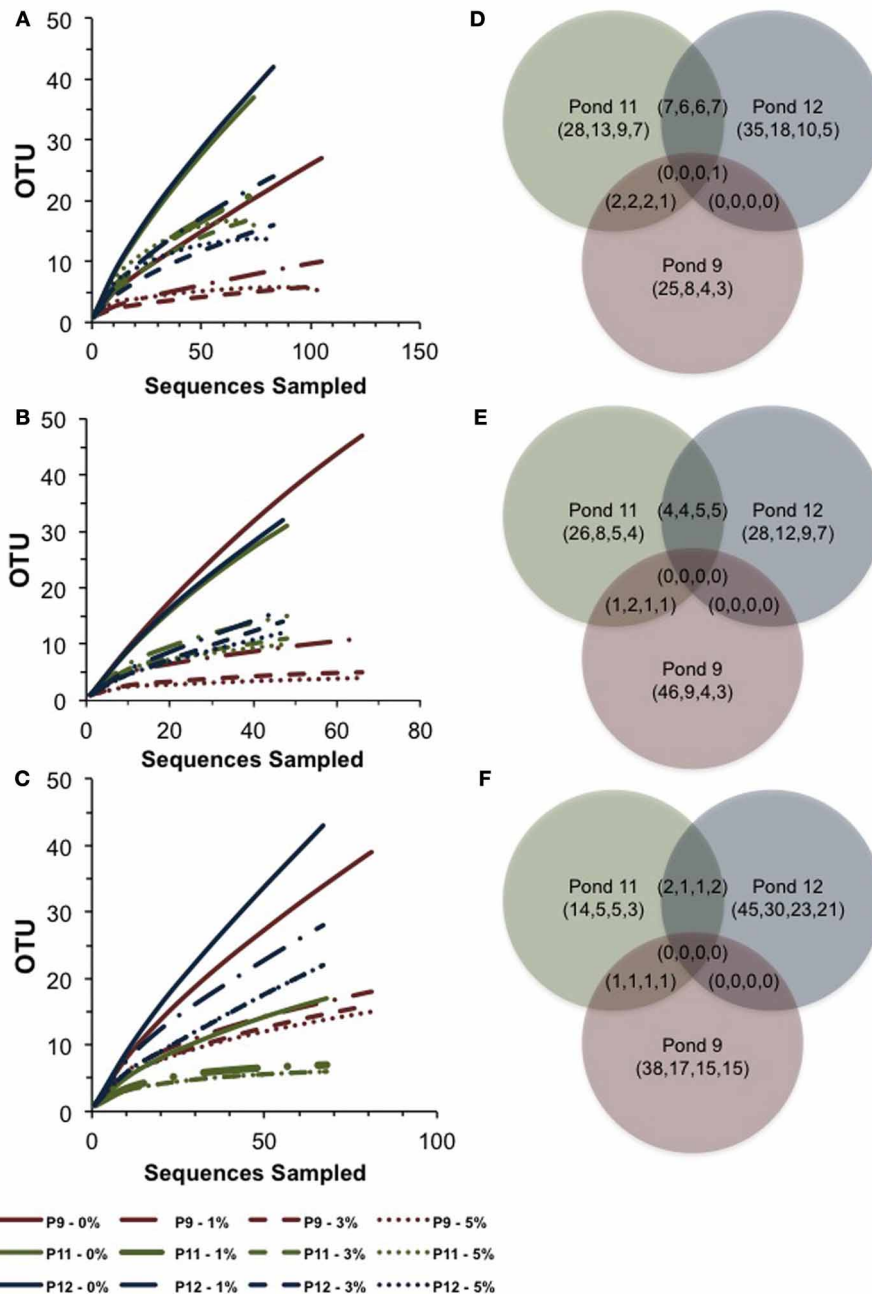 A
50
40
30
20
10
0
OTU
0 50 100 150
Sequences Sampled
D
Pond 11
(28,13,9,7)
(7,6,6,7)
Pond 12
(35,18,10,5)
(0,0,0,1)
(2,2,2,1)
(0,0,0,0)
Pond 9
(25,8,4,3)
B
50
40
30
20
10
0
OTU
0 20 40 60 80
Sequences Sampled
E
Pond 11
(26,8,5,4)
(4,4,5,5)
Pond 12
(28,12,9,7)
(0,0,0,0)
(1,2,1,1)
(0,0,0,0)
Pond 9
(46,9,4,3)
C
50
40
30
20
10
0
OTU
0 50 100
Sequences Sampled
F
Pond 11
(14,5,5,3)
(2,1,1,2)
Pond 12
(45,30,23,21)
(0,0,0,0)
(1,1,1,1)
(0,0,0,0)
Pond 9
(38,17,15,15)
P9 - 0% P9 - 1% P9 - 3% P9 - 5%
P11 - 0% P11 - 1% P11 - 3% P11 - 5%
P12 - 0% P12 - 1% P12 - 3% P12 - 5%